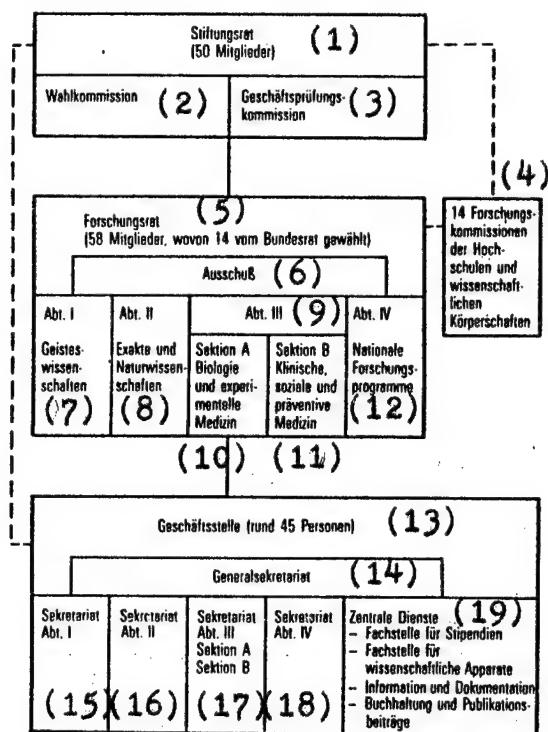 Stiftungsrat (1)
(50 Mitglieder)
Wahlkommission (2)
Geschäftsprüfungs-
kommission (3)
(4)
14 Forschungs-
kommissionen
der Hoch-
schulen und
wissenschaft-
lichen
Körperschaften
(5)
Forschungsrat
(58 Mitglieder, wovon 14 vom Bundesrat gewählt)
Ausschuß (6)
Abt. I
Geistes-
wissen-
schaften
(7)
Abt. II
Exakte und
Naturwissen-
schaften
(8)
Abt. III (9)
Sektion A
Biologie
und experi-
mentelle
Medizin
(10)
Sektion B
Klinische,
soziale und
präventive
Medizin
(11)
Abt. IV
Nationale
Forschungs-
programme
(12)
Geschäftsstelle (rund 45 Personen) (13)
Generalsekretariat (14)
Sekretariat
Abt. I
(15)
Sekretariat
Abt. II
(16)
Sekretariat
Abt. III
Sektion A
Sektion B
(17)
Sekretariat
Abt. IV
(18)
Zentrale Dienste (19)
– Fachstelle für Stipendien
– Fachstelle für
wissenschaftliche Apparate
– Information und Dokumentation
– Buchhaltung und Publikations-
beiträge